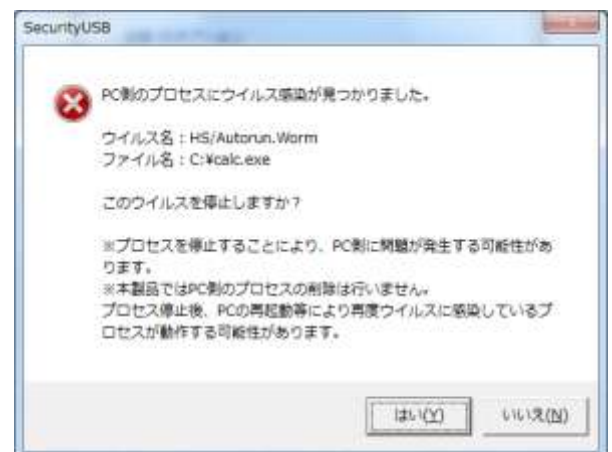 SecurityUSB
PC側のプロセスにウイルス感染が見つかりました。
ウイルス名：HS/Autorun.Worm
ファイル名：C:¥calc.exe
このウイルスを停止しますか？
※プロセスを停止することにより、PC側に問題が発生する可能性があ
ります。
※本製品ではPC側のプロセスの削除は行いません。
プロセス停止後、PCの再起動等により再度ウイルスに感染しているプ
ロセスが動作する可能性があります。
はい(Y)　いいえ(N)